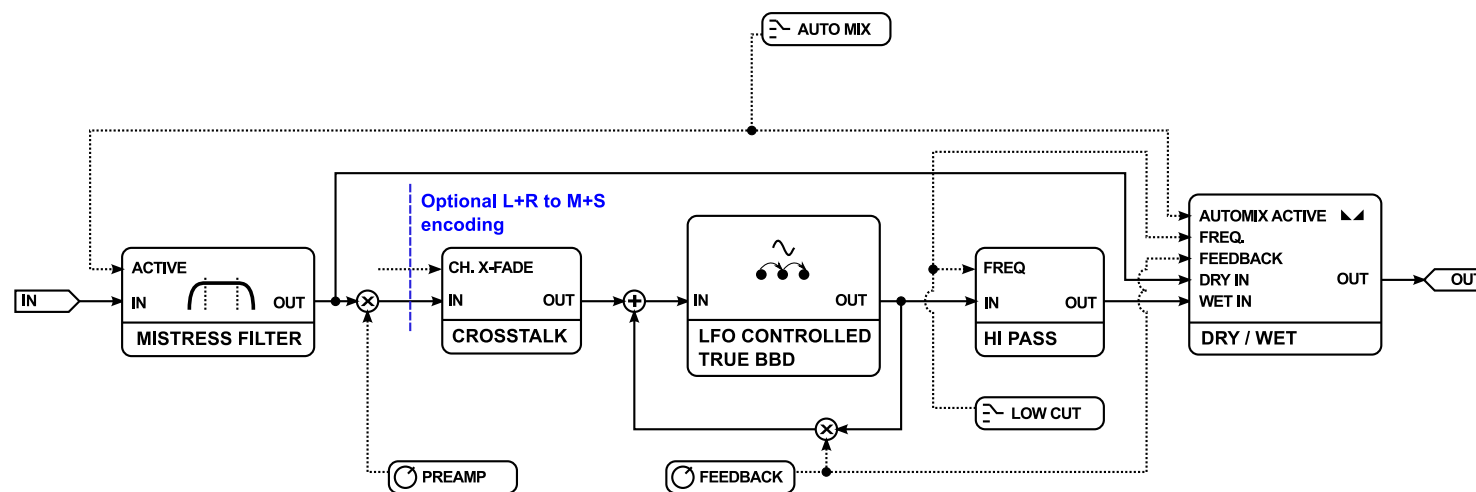 AUTO MIX
Optional L+R to M+S
encoding
ACTIVE
IN
IN
OUT
MISTRESS FILTER
X
CH. X-FADE
IN
OUT
CROSSTALK
+
IN
OUT
LFO CONTROLLED
TRUE BBD
FREQ
IN
OUT
HI PASS
AUTOMIX ACTIVE
FREQ.
FEEDBACK
DRY IN
WET IN
OUT
DRY / WET
OUT
LOW CUT
X
PREAMP
FEEDBACK